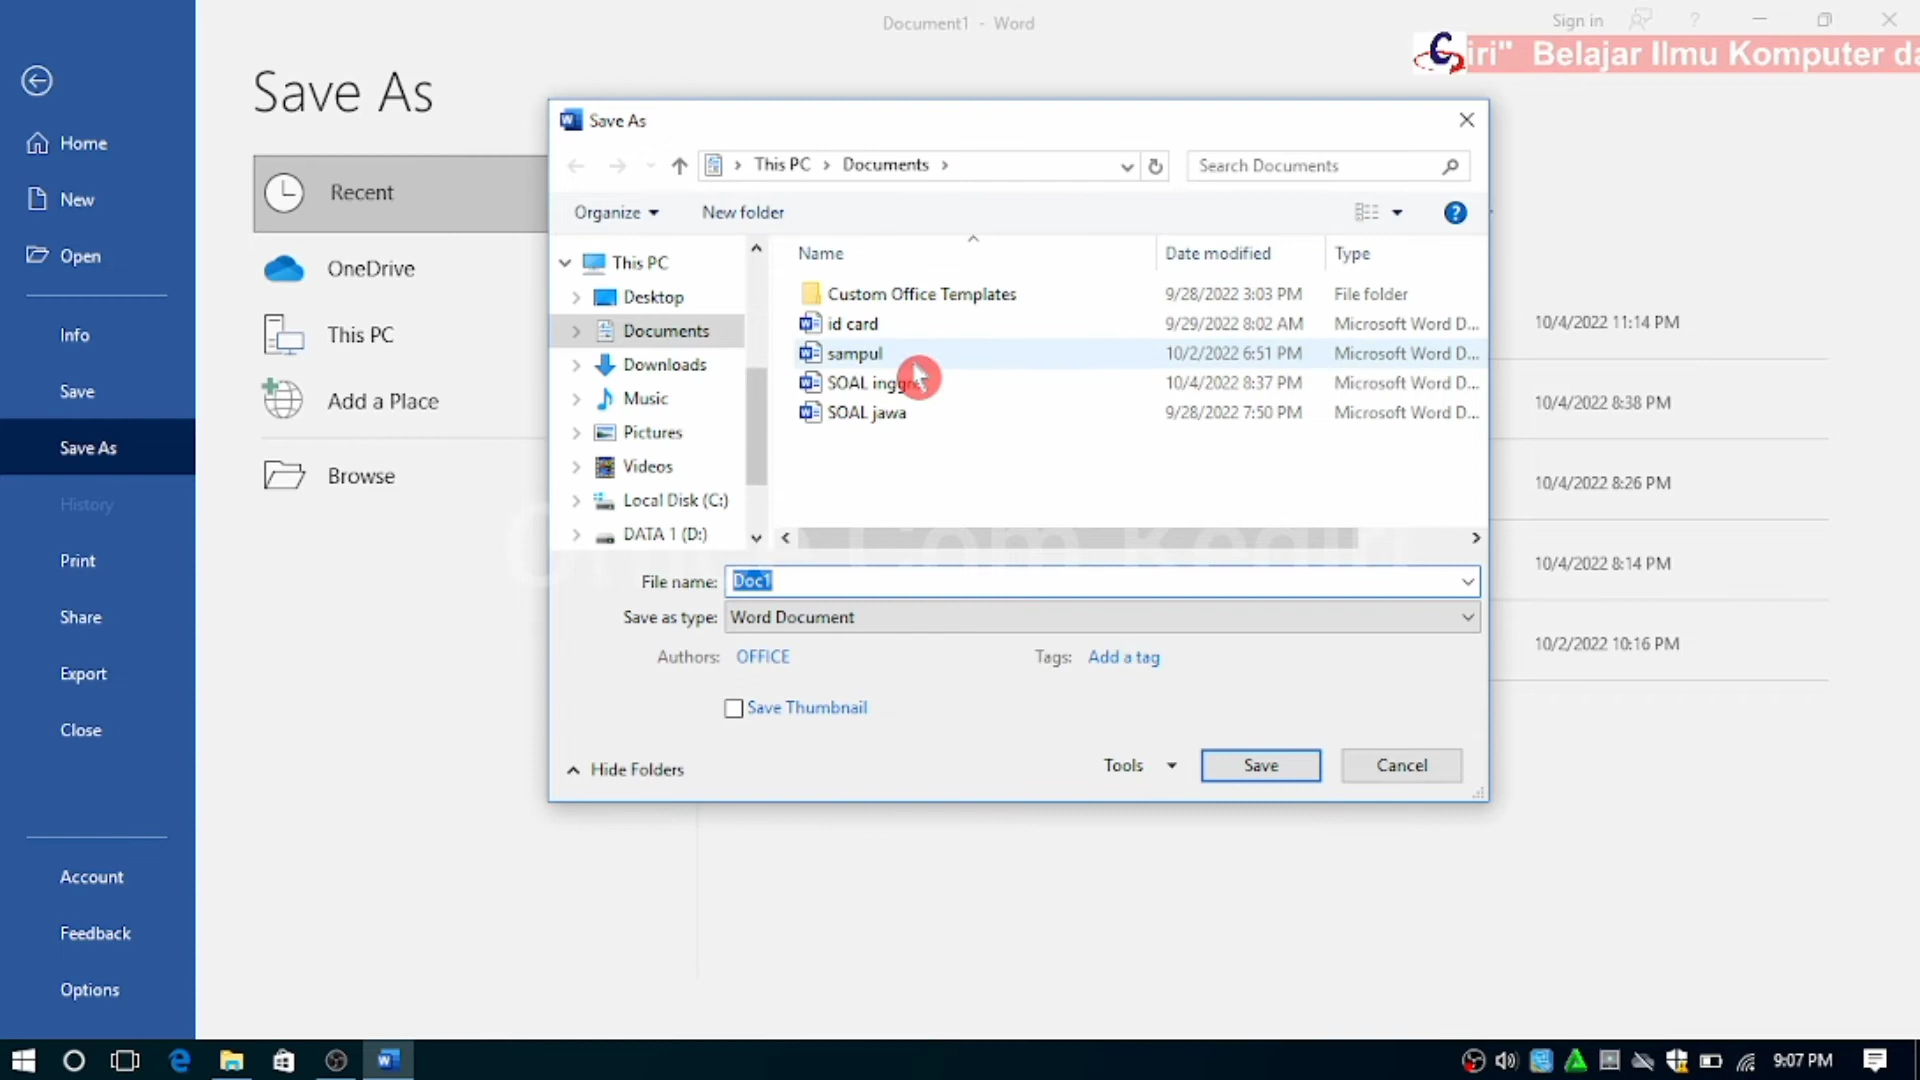 Document1 - Word
Sign in
?
iri" Belajar Ilmu Komputer da
Save As
Home
New
Open
Info
Save
Save As
History
Print
Share
Export
Close
Account
Feedback
Options
Recent
OneDrive
This PC
Add a Place
Browse
Save As
This PC > Documents >
Search Documents
Organize
New folder
?
This PC
Desktop
Documents
Downloads
Music
Pictures
Videos
Local Disk (C:)
DATA 1 (D:)
Name Date modified Type
Custom Office Templates 9/28/2022 3:03 PM File folder
id card 9/29/2022 8:02 AM Microsoft Word D...
sampul 10/2/2022 6:51 PM Microsoft Word D...
SOAL 10/4/2022 8:37 PM Microsoft Word D...
SOAL jawa 9/28/2022 7:50 PM Microsoft Word D...
File name: Doc1
Save as type: Word Document
Authors: OFFICE Tags: Add a tag
Save Thumbnail
Hide Folders
Tools
Save
Cancel
10/4/2022 11:14 PM
10/4/2022 8:38 PM
10/4/2022 8:26 PM
10/4/2022 8:14 PM
10/2/2022 10:16 PM
9:07 PM